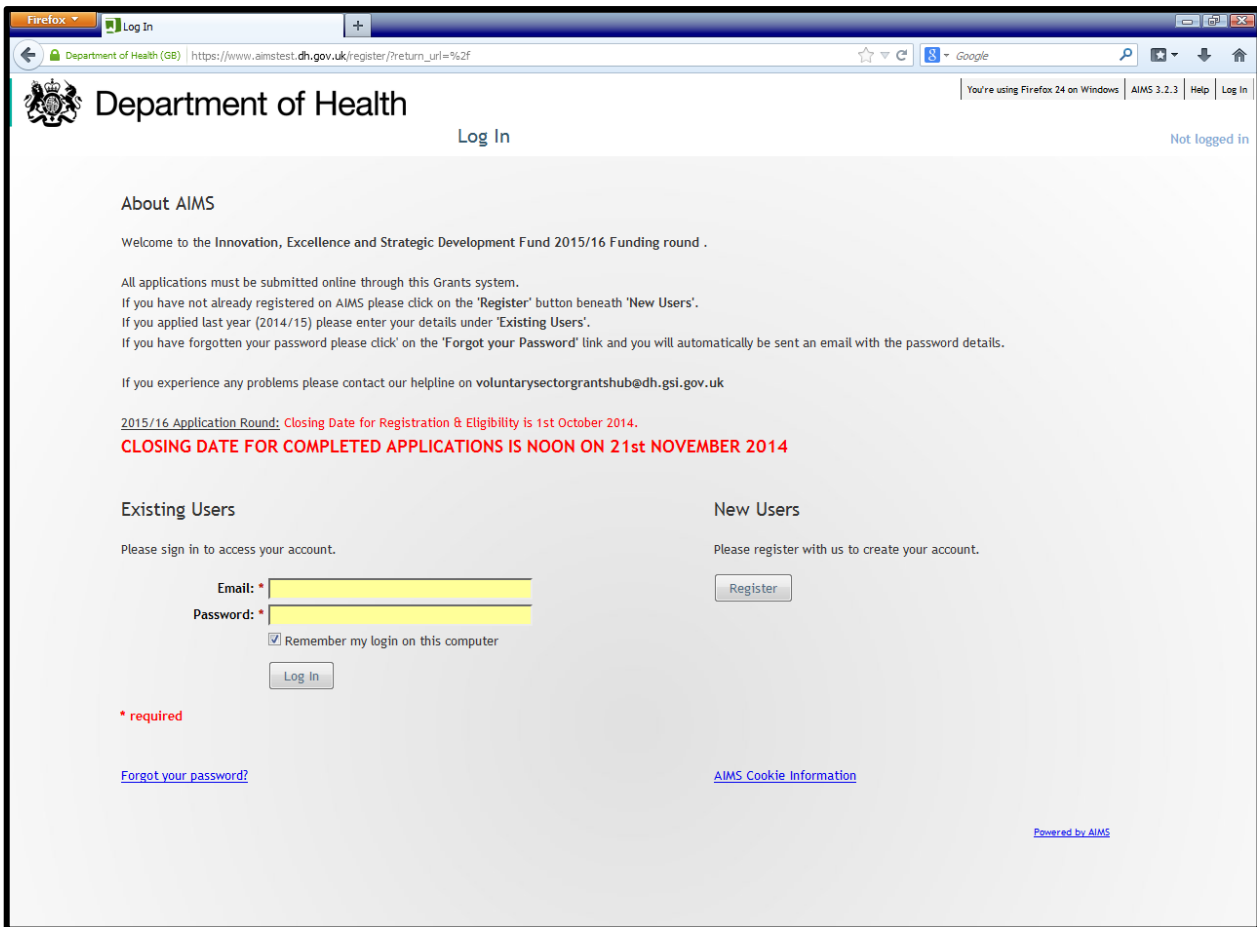 Firefox
Log In
Department of Health (GB) https://www.aimstest.dh.gov.uk/register/?return_url=%2f
8 Google
You're using Firefox 24 on Windows AIMS 3.2.3 Help Log In
Department of Health
Log In
Not logged in
About AIMS
Welcome to the Innovation, Excellence and Strategic Development Fund 2015/16 Funding round .
All applications must be submitted online through this Grants system.
If you have not already registered on AIMS please click on the 'Register' button beneath 'New Users'.
If you applied last year (2014/15) please enter your details under 'Existing Users'.
If you have forgotten your password please click' on the 'Forgot your Password' link and you will automatically be sent an email with the password details.
If you experience any problems please contact our helpline on voluntarysectorgrantshub@dh.gsi.gov.uk
2015/16 Application Round: Closing Date for Registration & Eligibility is 1st October 2014.
CLOSING DATE FOR COMPLETED APPLICATIONS IS NOON ON 21st NOVEMBER 2014
Existing Users
Please sign in to access your account.
Email: *
Password: *
Remember my login on this computer
Log In
* required
Forgot your password?
New Users
Please register with us to create your account.
Register
AIMS Cookie Information
Powered by AIMS